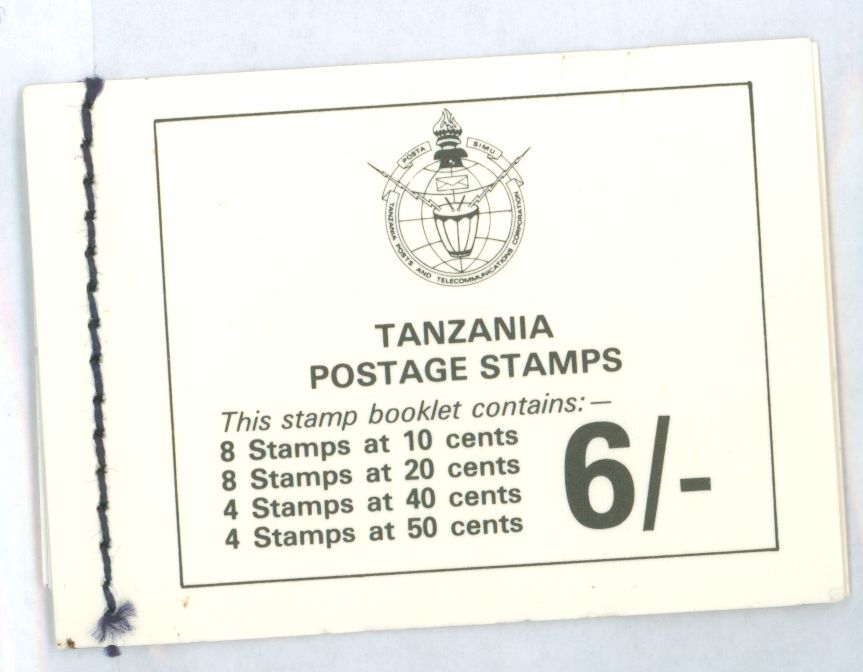 POSTA SIMU
TANZANIA POSTS AND TELECOMMUNICATIONS CORPORATION
TANZANIA
POSTAGE STAMPS
This stamp booklet contains:—
8 Stamps at 10 cents
8 Stamps at 20 cents
4 Stamps at 40 cents
4 Stamps at 50 cents
6/-